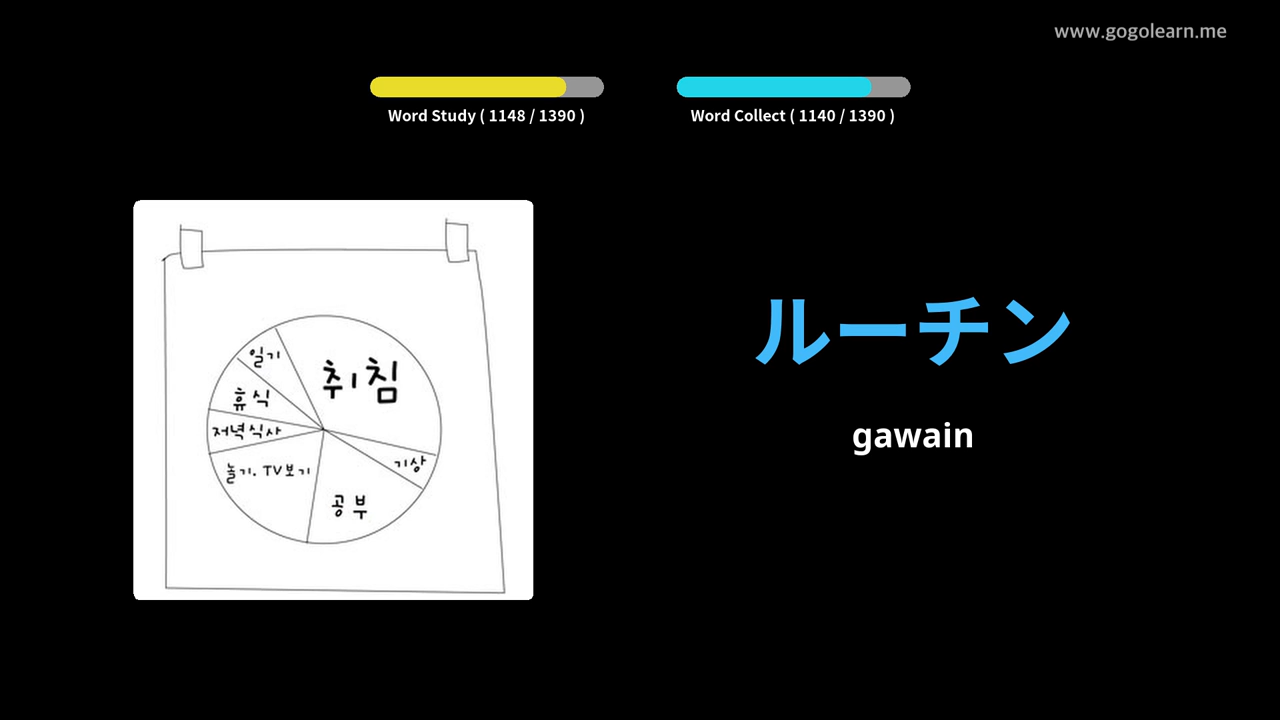 www.gogolearn.me
Word Study ( 1148 / 1390 )
Word Collect ( 1140 / 1390 )
일기
취침
휴식
저녁식사
놀기. TV보기
기상
공부
ルーチン
gawain